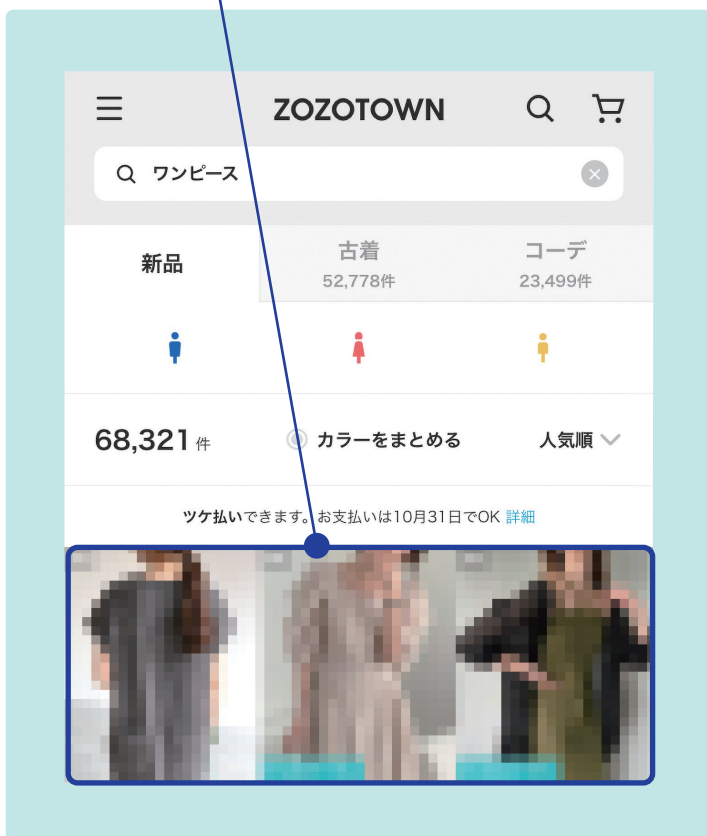 ZOZOTOWN
ワンピース
新品
古着
52,778件
コーデ
23,499件
68,321件
カラーをまとめる
人気順
ツケ払いできます。お支払いは10月31日でOK 詳細